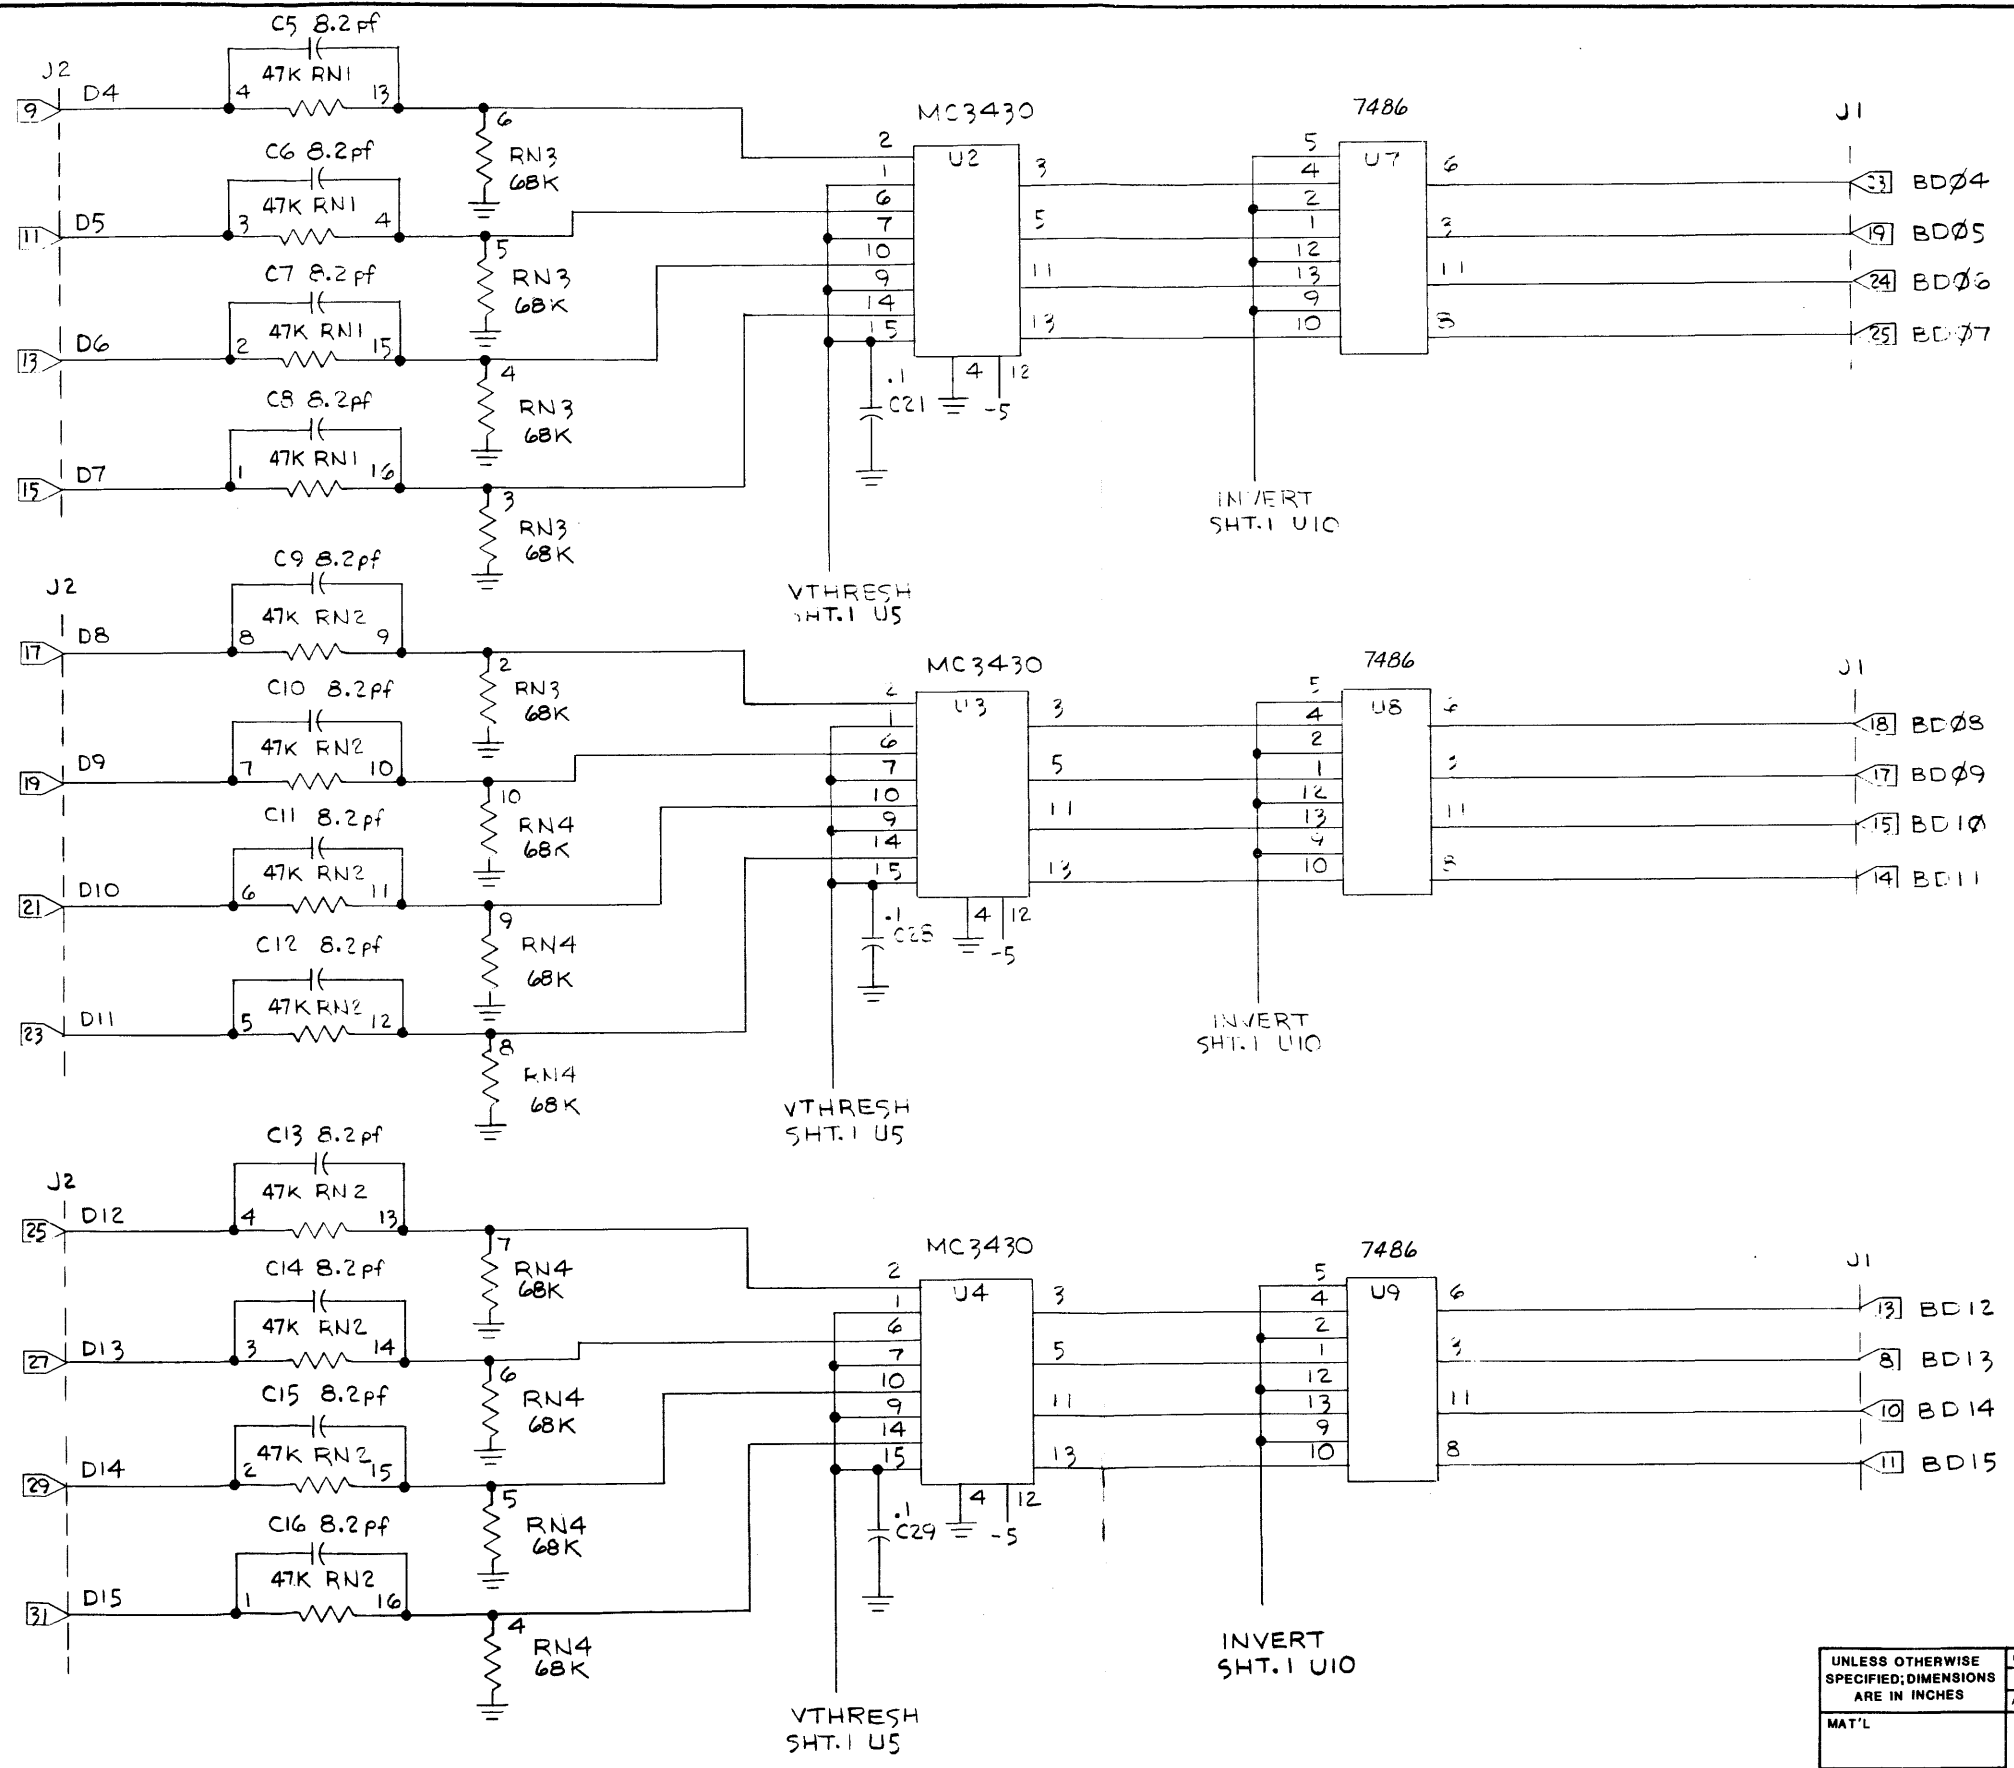 C5 8.2pf
J2
47K RN1
9 D4 4 13
6
RN3
68K
C6 8.2pf
47K RN1
11 D5 3 4
5
RN3
68K
C7 8.2pf
47K RN1
13 D6 2 15
4
RN3
68K
C8 8.2pf
47K RN1
15 D7 1 16
3
RN3
68K
MC3430
U2
2
1
6
7
10
9
14
15
3
5
11
13
4 12
-5
.1
C21
VTHRESH
SHT.1 U5
7486
U7
5
4
2
1
12
13
9
10
6
3
11
8
INVERT
SHT.1 U10
J1
BDØ4
19 BDØ5
24 BDØ6
25 BDØ7
J2
C9 8.2pf
47K RN2
17 D8 8 9
2
RN3
68K
C10 8.2pf
47K RN2
19 D9 7 10
10
RN4
68K
C11 8.2pf
47K RN2
21 D10 6 11
9
RN4
68K
C12 8.2pf
47K RN2
23 D11 5 12
8
RN4
68K
MC3430
U3
2
1
6
7
10
9
14
15
3
5
11
13
4 12
-5
.1
C28
VTHRESH
SHT.1 U5
7486
U8
5
4
2
1
12
13
9
10
6
3
11
8
INVERT
SHT.1 U10
J1
18 BDØ8
17 BDØ9
15 BD1Ø
14 BD11
J2
C13 8.2pf
47K RN2
25 D12 4 13
7
RN4
68K
C14 8.2pf
47K RN2
27 D13 3 14
6
RN4
68K
C15 8.2pf
47K RN2
29 D14 2 15
5
RN4
68K
C16 8.2pf
47K RN2
31 D15 1 16
4
RN4
68K
MC3430
U4
2
1
6
7
10
9
14
15
3
5
11
13
4 12
-5
.1
C29
VTHRESH
SHT.1 U5
7486
U9
5
4
2
1
12
13
9
10
6
3
11
8
INVERT
SHT.1 U10
J1
13 BD12
8 BD13
10 BD14
11 BD15
UNLESS OTHERWISE
SPECIFIED; DIMENSIONS
ARE IN INCHES
MAT'L